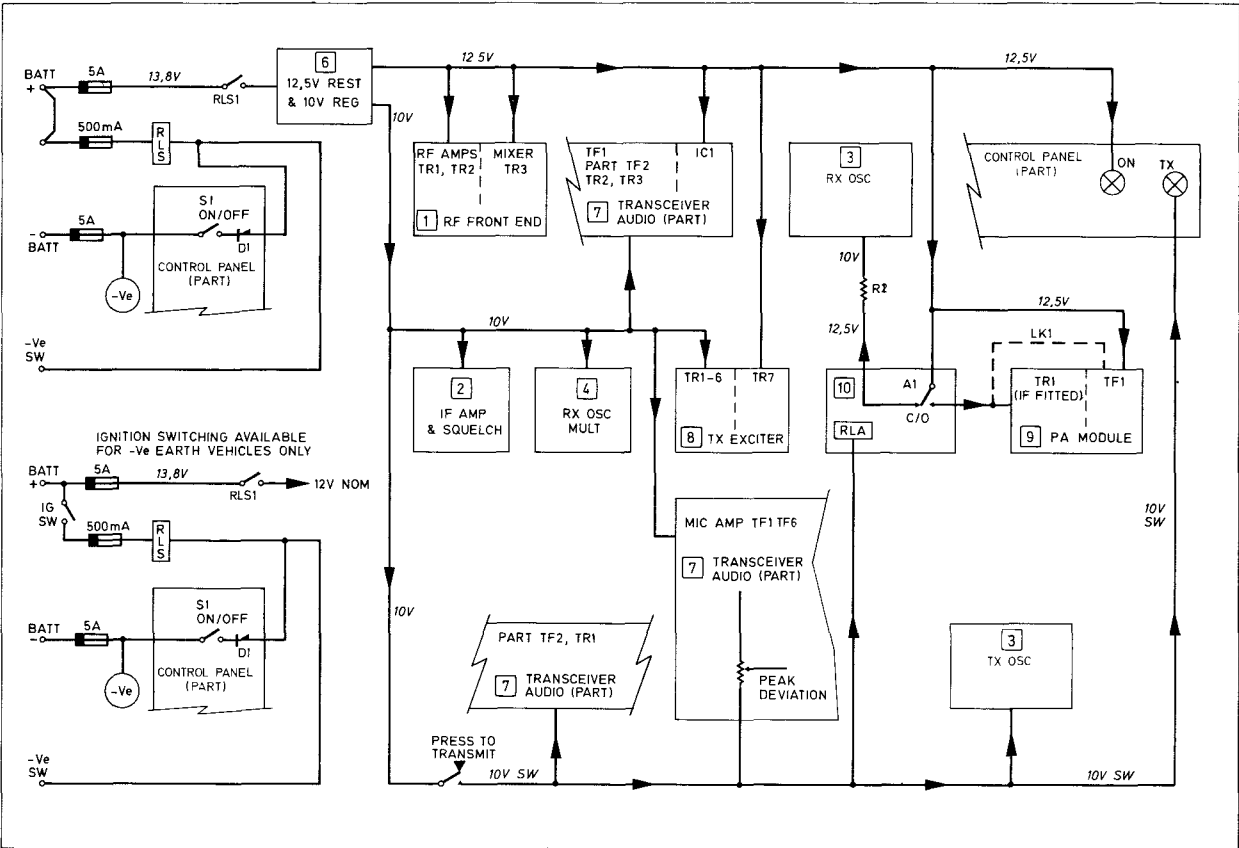 BATT
+
5A
13,8V
RLS1
6
12,5V REST
& 10V REG
12 5V
12,5V
10V
500mA
RLS
RF AMPS
TR1, TR2
MIXER
TR3
1 RF FRONT END
TF1
PART TF2
TR2, TR3
IC1
7 TRANSCEIVER
AUDIO (PART)
3
RX OSC
CONTROL PANEL
(PART)
ON
TX
-
BATT
5A
S1
ON/OFF
D1
CONTROL PANEL
(PART)
-Ve
10V
R2
12,5V
12,5V
LK1
10V
-Ve
SW
2
IF AMP
& SQUELCH
4
RX OSC
MULT
TR1-6
TR7
8 TX EXCITER
10
A1
C/O
RLA
TR1
(IF FITTED)
TF1
9 PA MODULE
IGNITION SWITCHING AVAILABLE
FOR -Ve EARTH VEHICLES ONLY
BATT
+
5A
13,8V
RLS1
12V NOM
IG
SW
500mA
RLS
MIC AMP TF1 TF6
7 TRANSCEIVER
AUDIO (PART)
PEAK
DEVIATION
10V
SW
-
BATT
5A
S1
ON/OFF
D1
CONTROL PANEL
(PART)
-Ve
10V
PART TF2, TR1
7 TRANSCEIVER
AUDIO (PART)
3
TX OSC
-Ve
SW
PRESS TO
TRANSMIT
10V SW
10V SW